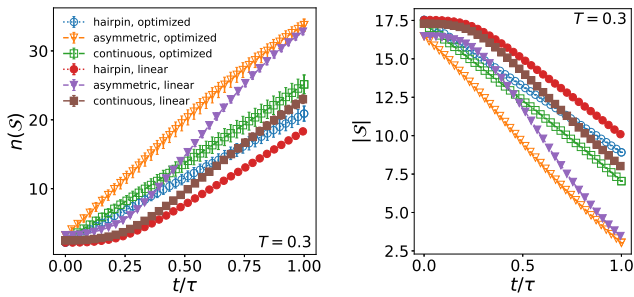 30
20
10
n(S)
hairpin, optimized
asymmetric, optimized
continuous, optimized
hairpin, linear
asymmetric, linear
continuous, linear
T = 0.3
0.00 0.25 0.50 0.75 1.00
t/τ
17.5
15.0
12.5
10.0
7.5
5.0
2.5
|S|
T = 0.3
0.0 0.5 1.0
t/τ